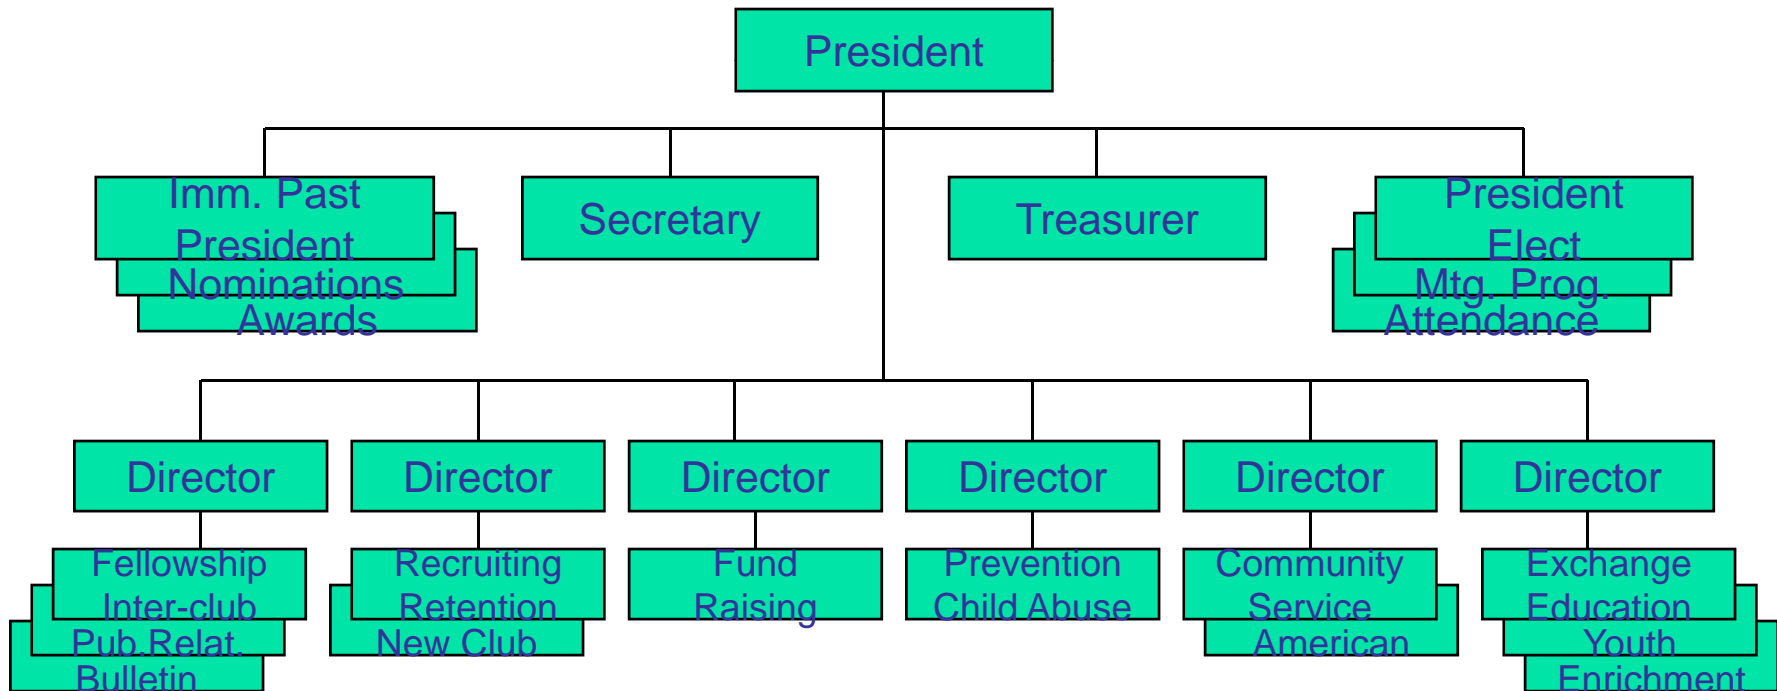 President
Imm. Past
President
Nominations
Awards
Secretary
Treasurer
President
Elect
Mtg. Prog.
Attendance
Director
Director
Director
Director
Director
Director
Fellowship
Inter-club
Pub.Relat.
Bulletin
Recruiting
Retention
New Club
Fund
Raising
Prevention
Child Abuse
Community
Service
American
Exchange
Education
Youth
Enrichment